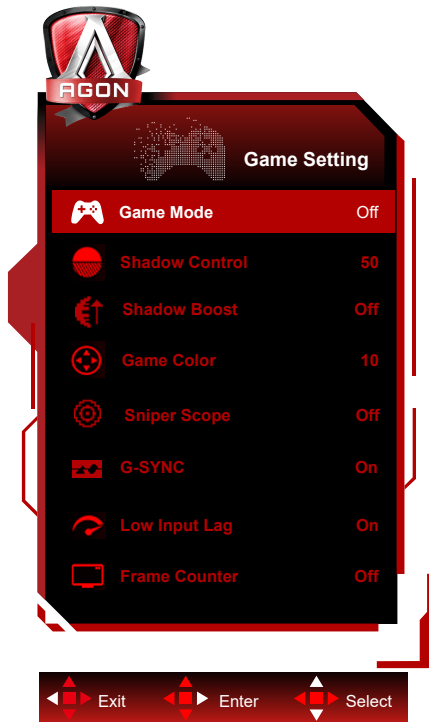 AGON
Game Setting
Game Mode Off
Shadow Control 50
Shadow Boost Off
Game Color 10
Sniper Scope Off
G-SYNC On
Low Input Lag On
Frame Counter Off
Exit Enter Select